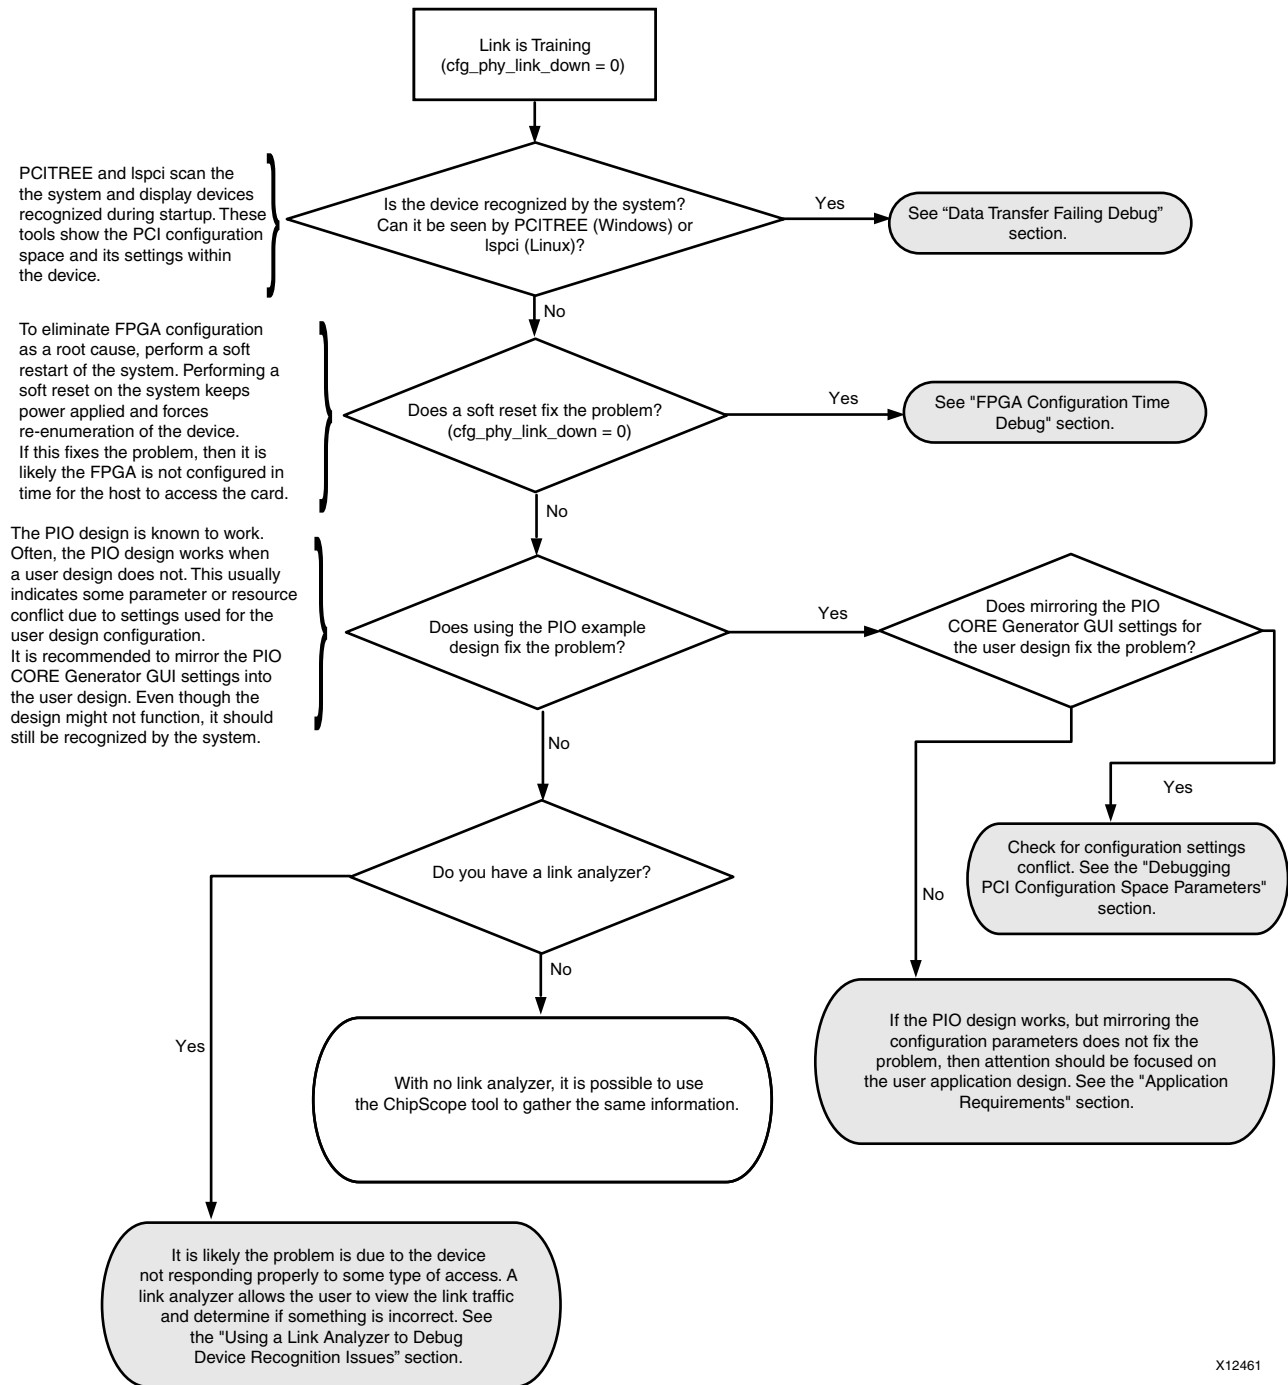 Link is Training
(cfg_phy_link_down = 0)
PCITREE and lspci scan the
the system and display devices
recognized during startup. These
tools show the PCI configuration
space and its settings within
the device.
Is the device recognized by the system?
Can it be seen by PCITREE (Windows) or
lspci (Linux)?
Yes
See “Data Transfer Failing Debug”
section.
No
To eliminate FPGA configuration
as a root cause, perform a soft
restart of the system. Performing a
soft reset on the system keeps
power applied and forces
re-enumeration of the device.
If this fixes the problem, then it is
likely the FPGA is not configured in
time for the host to access the card.
Does a soft reset fix the problem?
(cfg_phy_link_down = 0)
Yes
See "FPGA Configuration Time
Debug" section.
No
The PIO design is known to work.
Often, the PIO design works when
a user design does not. This usually
indicates some parameter or resource
conflict due to settings used for the
user design configuration.
It is recommended to mirror the PIO
CORE Generator GUI settings into
the user design. Even though the
design might not function, it should
still be recognized by the system.
Does using the PIO example
design fix the problem?
Yes
Does mirroring the PIO
CORE Generator GUI settings for
the user design fix the problem?
No
Yes
Check for configuration settings
conflict. See the "Debugging
PCI Configuration Space Parameters"
section.
No
If the PIO design works, but mirroring the
configuration parameters does not fix the
problem, then attention should be focused on
the user application design. See the "Application
Requirements" section.
Do you have a link analyzer?
No
With no link analyzer, it is possible to use
the ChipScope tool to gather the same information.
Yes
It is likely the problem is due to the device
not responding properly to some type of access. A
link analyzer allows the user to view the link traffic
and determine if something is incorrect. See
the "Using a Link Analyzer to Debug
Device Recognition Issues” section.
X12461